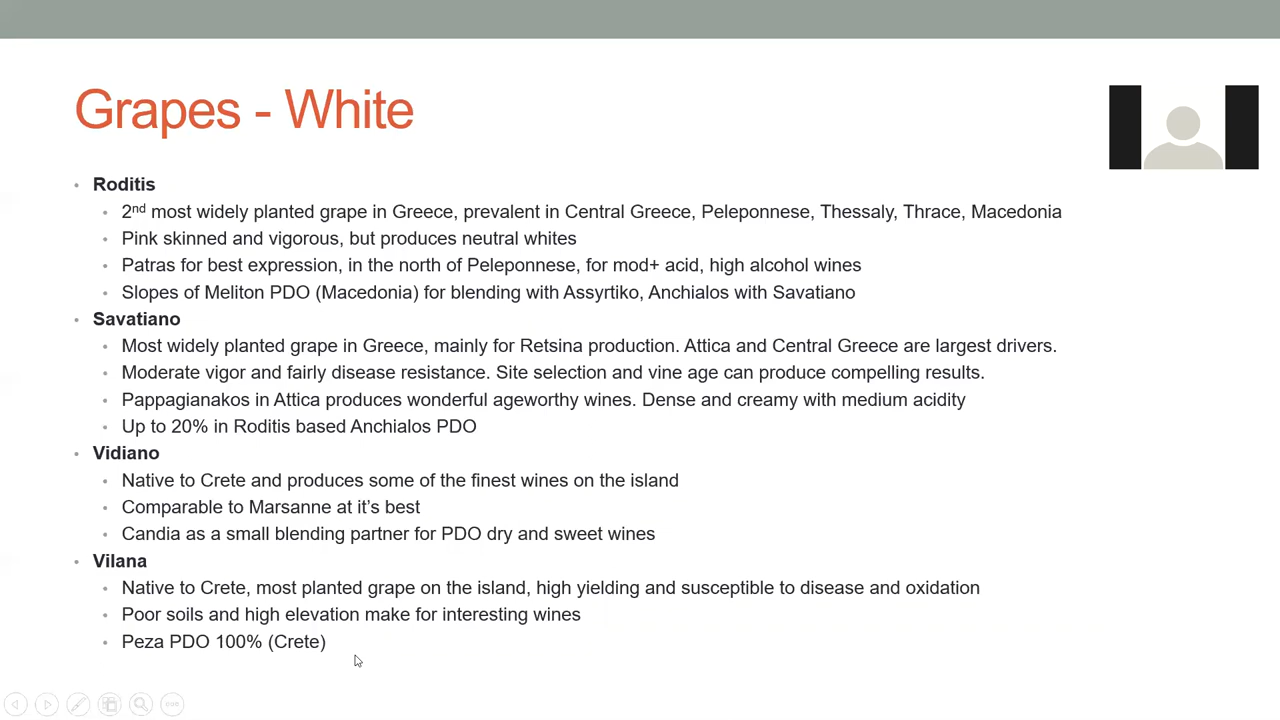 Grapes - White
Roditis
2nd most widely planted grape in Greece, prevalent in Central Greece, Peleponnese, Thessaly, Thrace, Macedonia
Pink skinned and vigorous, but produces neutral whites
Patras for best expression, in the north of Peleponnese, for mod+ acid, high alcohol wines
Slopes of Meliton PDO (Macedonia) for blending with Assyrtiko, Anchialos with Savatiano
Savatiano
Most widely planted grape in Greece, mainly for Retsina production. Attica and Central Greece are largest drivers.
Moderate vigor and fairly disease resistance. Site selection and vine age can produce compelling results.
Pappagianakos in Attica produces wonderful ageworthy wines. Dense and creamy with medium acidity
Up to 20% in Roditis based Anchialos PDO
Vidiano
Native to Crete and produces some of the finest wines on the island
Comparable to Marsanne at it's best
Candia as a small blending partner for PDO dry and sweet wines
Vilana
Native to Crete, most planted grape on the island, high yielding and susceptible to disease and oxidation
Poor soils and high elevation make for interesting wines
Peza PDO 100% (Crete)